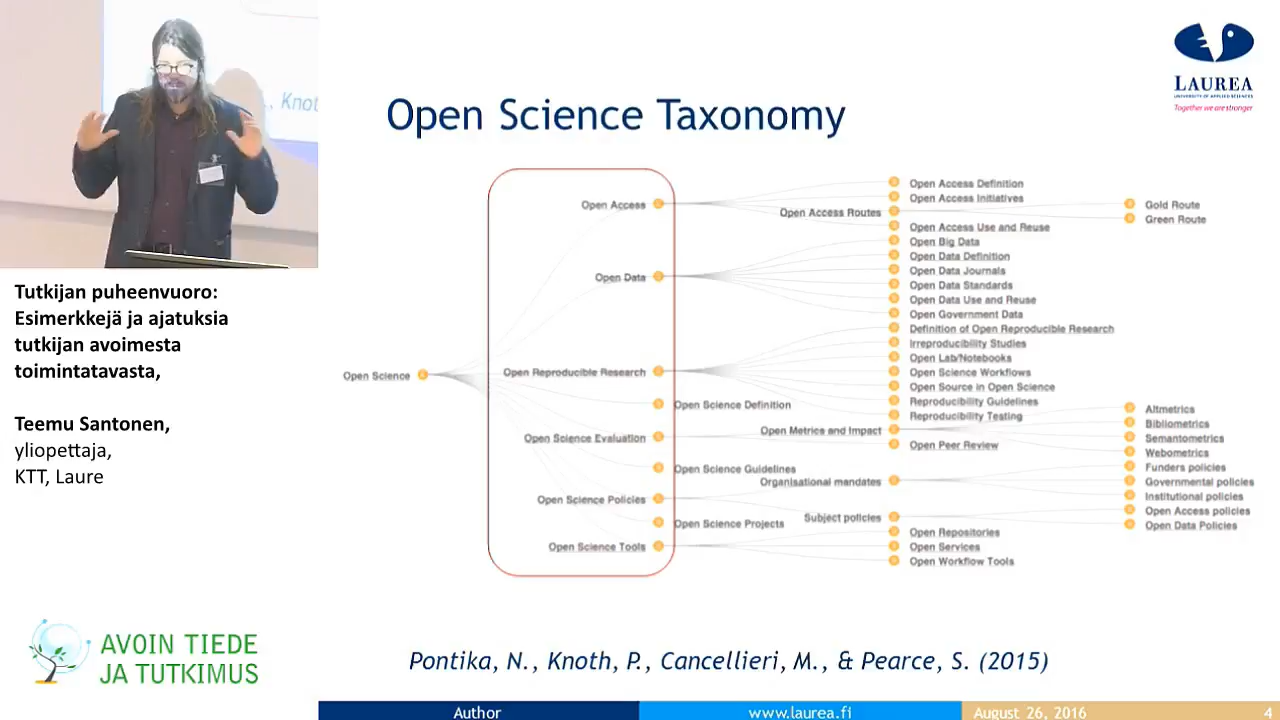 , Knot
Tutkijan puheenvuoro:
Esimerkkejä ja ajatuksia
tutkijan avoimesta
toimintatavasta,
Teemu Santonen,
yliopettaja,
KTT, Laure
AVOIN TIEDE
JA TUTKIMUS
LAUREA
UNIVERSITY OF APPLIED SCIENCES
Together we are stronger
Open Science Taxonomy
Open Science
Open Access
Open Data
Open Reproducible Research
Open Science Definition
Open Science Evaluation
Open Science Guidelines
Open Science Policies
Open Science Projects
Open Science Tools
Open Access Definition
Open Access Initiatives
Open Access Routes
Open Access Use and Reuse
Open Big Data
Open Data Definition
Open Data Journals
Open Data Standards
Open Data Use and Reuse
Open Government Data
Definition of Open Reproducible Research
Irreproducibility Studies
Open Lab/Notebooks
Open Science Workflows
Open Source in Open Science
Reproducibility Guidelines
Reproducibility Testing
Open Metrics and Impact
Open Peer Review
Organisational mandates
Subject policies
Open Repositories
Open Services
Open Workflow Tools
Gold Route
Green Route
Altmetrics
Bibliometrics
Semantometrics
Webometrics
Funders policies
Governmental policies
Institutional policies
Open Access policies
Open Data Policies
Pontika, N., Knoth, P., Cancellieri, M., & Pearce, S. (2015)
Author
www.laurea.fi
August 26, 2016
4